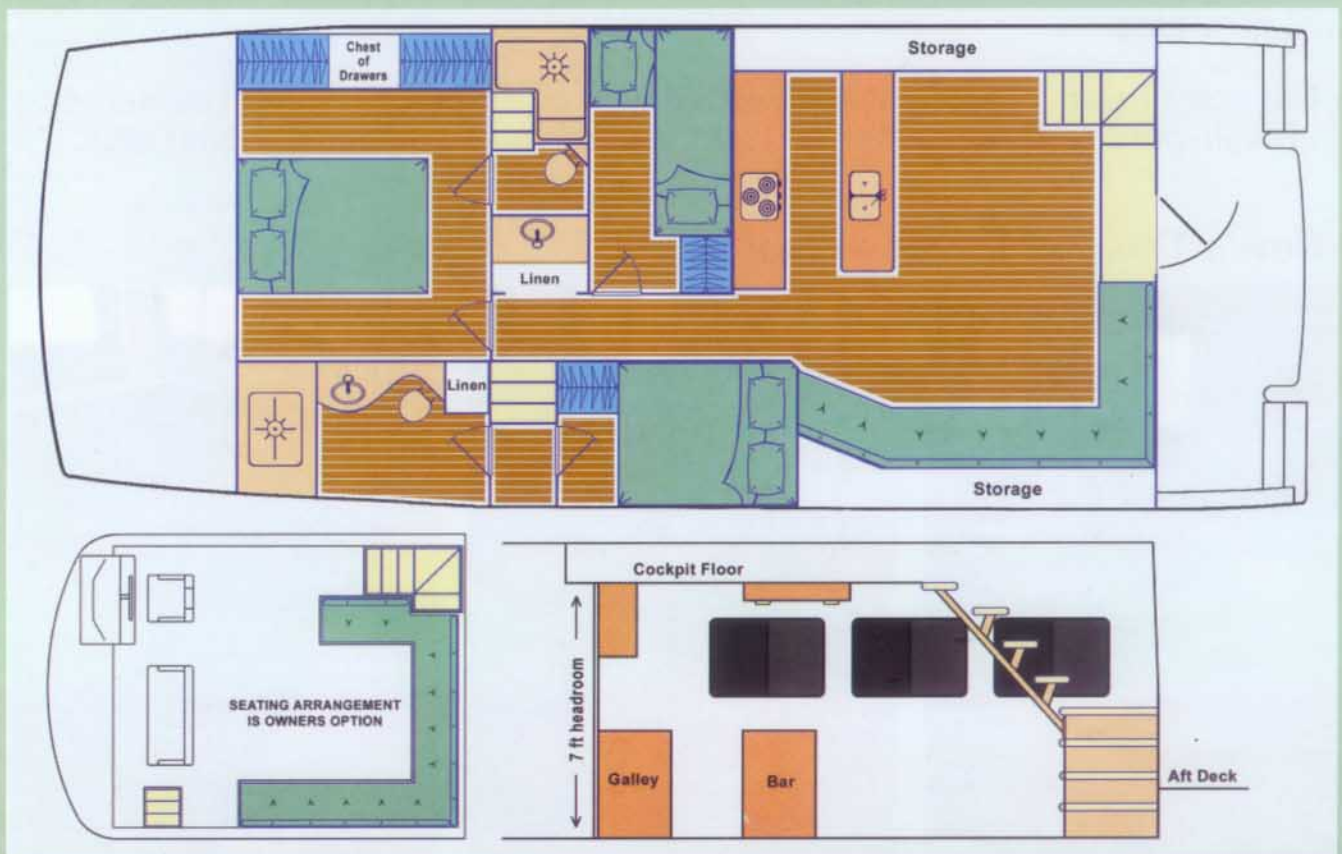 Chest
of
Drawers
Storage
Linen
Linen
Storage
SEATING ARRANGEMENT
IS OWNERS OPTION
Cockpit Floor
7 ft headroom
Galley
Bar
Aft Deck